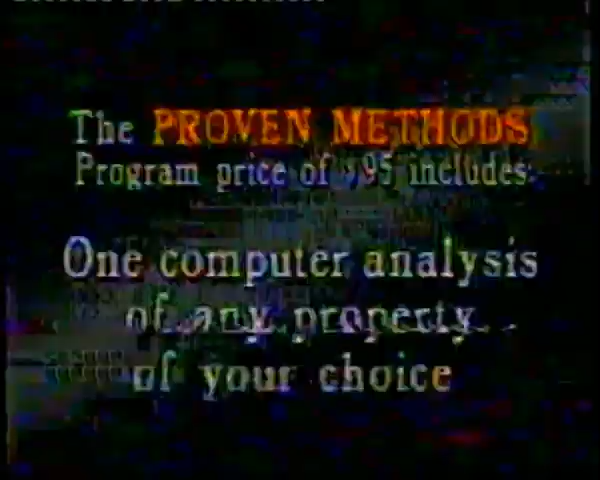 The PROVEN METHODS
Program price of 95 includes:
One computer analysis
of any property
of your choice